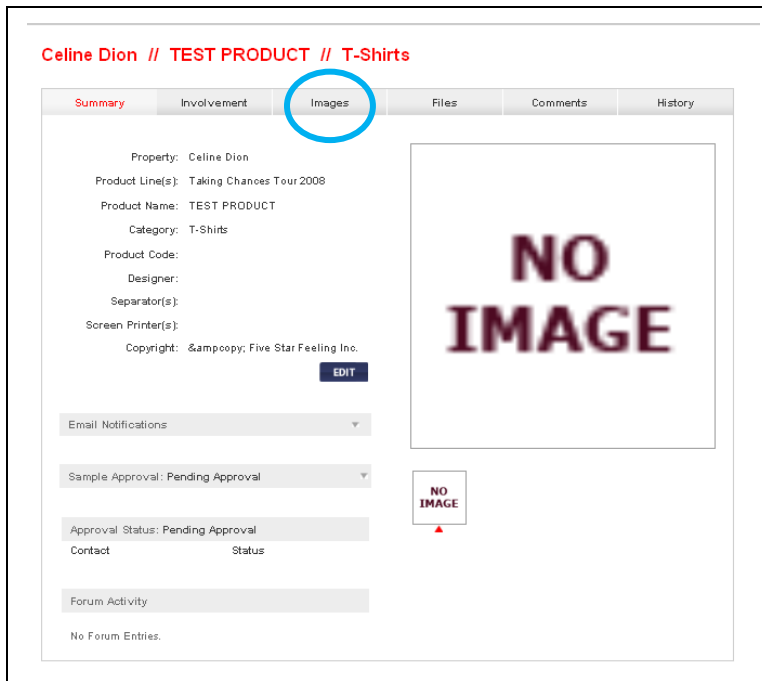 Celine Dion // TEST PRODUCT // T-Shirts
Summary Involvement Images Files Comments History
Property: Celine Dion
Product Line(s): Taking Chances Tour 2008
Product Name: TEST PRODUCT
Category: T-Shirts
Product Code:
Designer:
Separator(s):
Screen Printer(s):
Copyright: &ampcopy; Five Star Feeling Inc.
EDIT
Email Notifications
Sample Approval: Pending Approval
Approval Status: Pending Approval
Contact Status
Forum Activity
No Forum Entries.
NO
IMAGE
NO
IMAGE